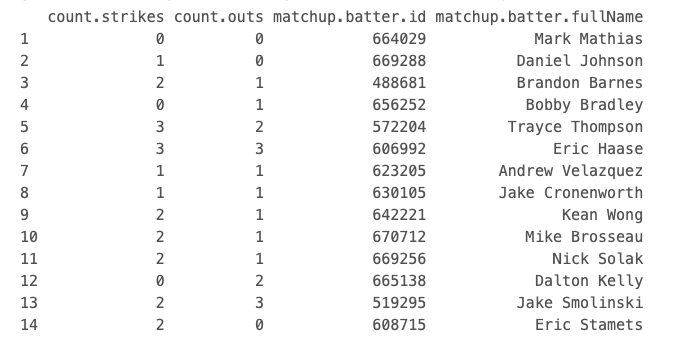 count.strikes count.outs matchup.batter.id matchup.batter.fullName
1 0 0 664029 Mark Mathias
2 1 0 669288 Daniel Johnson
3 2 1 488681 Brandon Barnes
4 0 1 656252 Bobby Bradley
5 3 2 572204 Trayce Thompson
6 3 3 606992 Eric Haase
7 1 1 623205 Andrew Velazquez
8 1 1 630105 Jake Cronenworth
9 2 1 642221 Kean Wong
10 2 1 670712 Mike Brosseau
11 2 1 669256 Nick Solak
12 0 2 665138 Dalton Kelly
13 2 3 519295 Jake Smolinski
14 2 0 608715 Eric Stamets